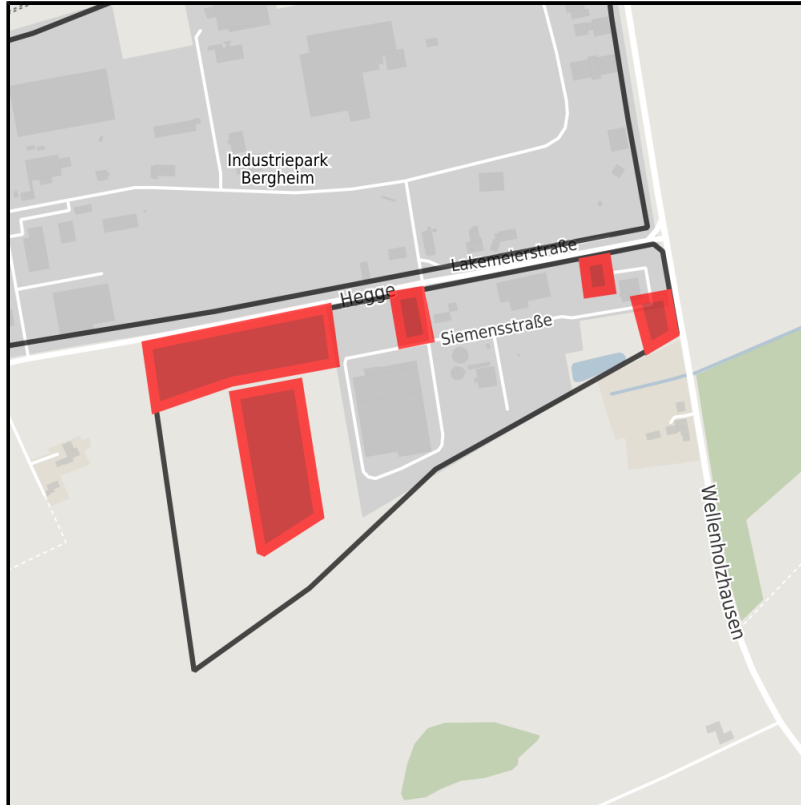 Industriepark
Bergheim
Lakemeierstraße
Hegge
Siemensstraße
Wellenholzhausen